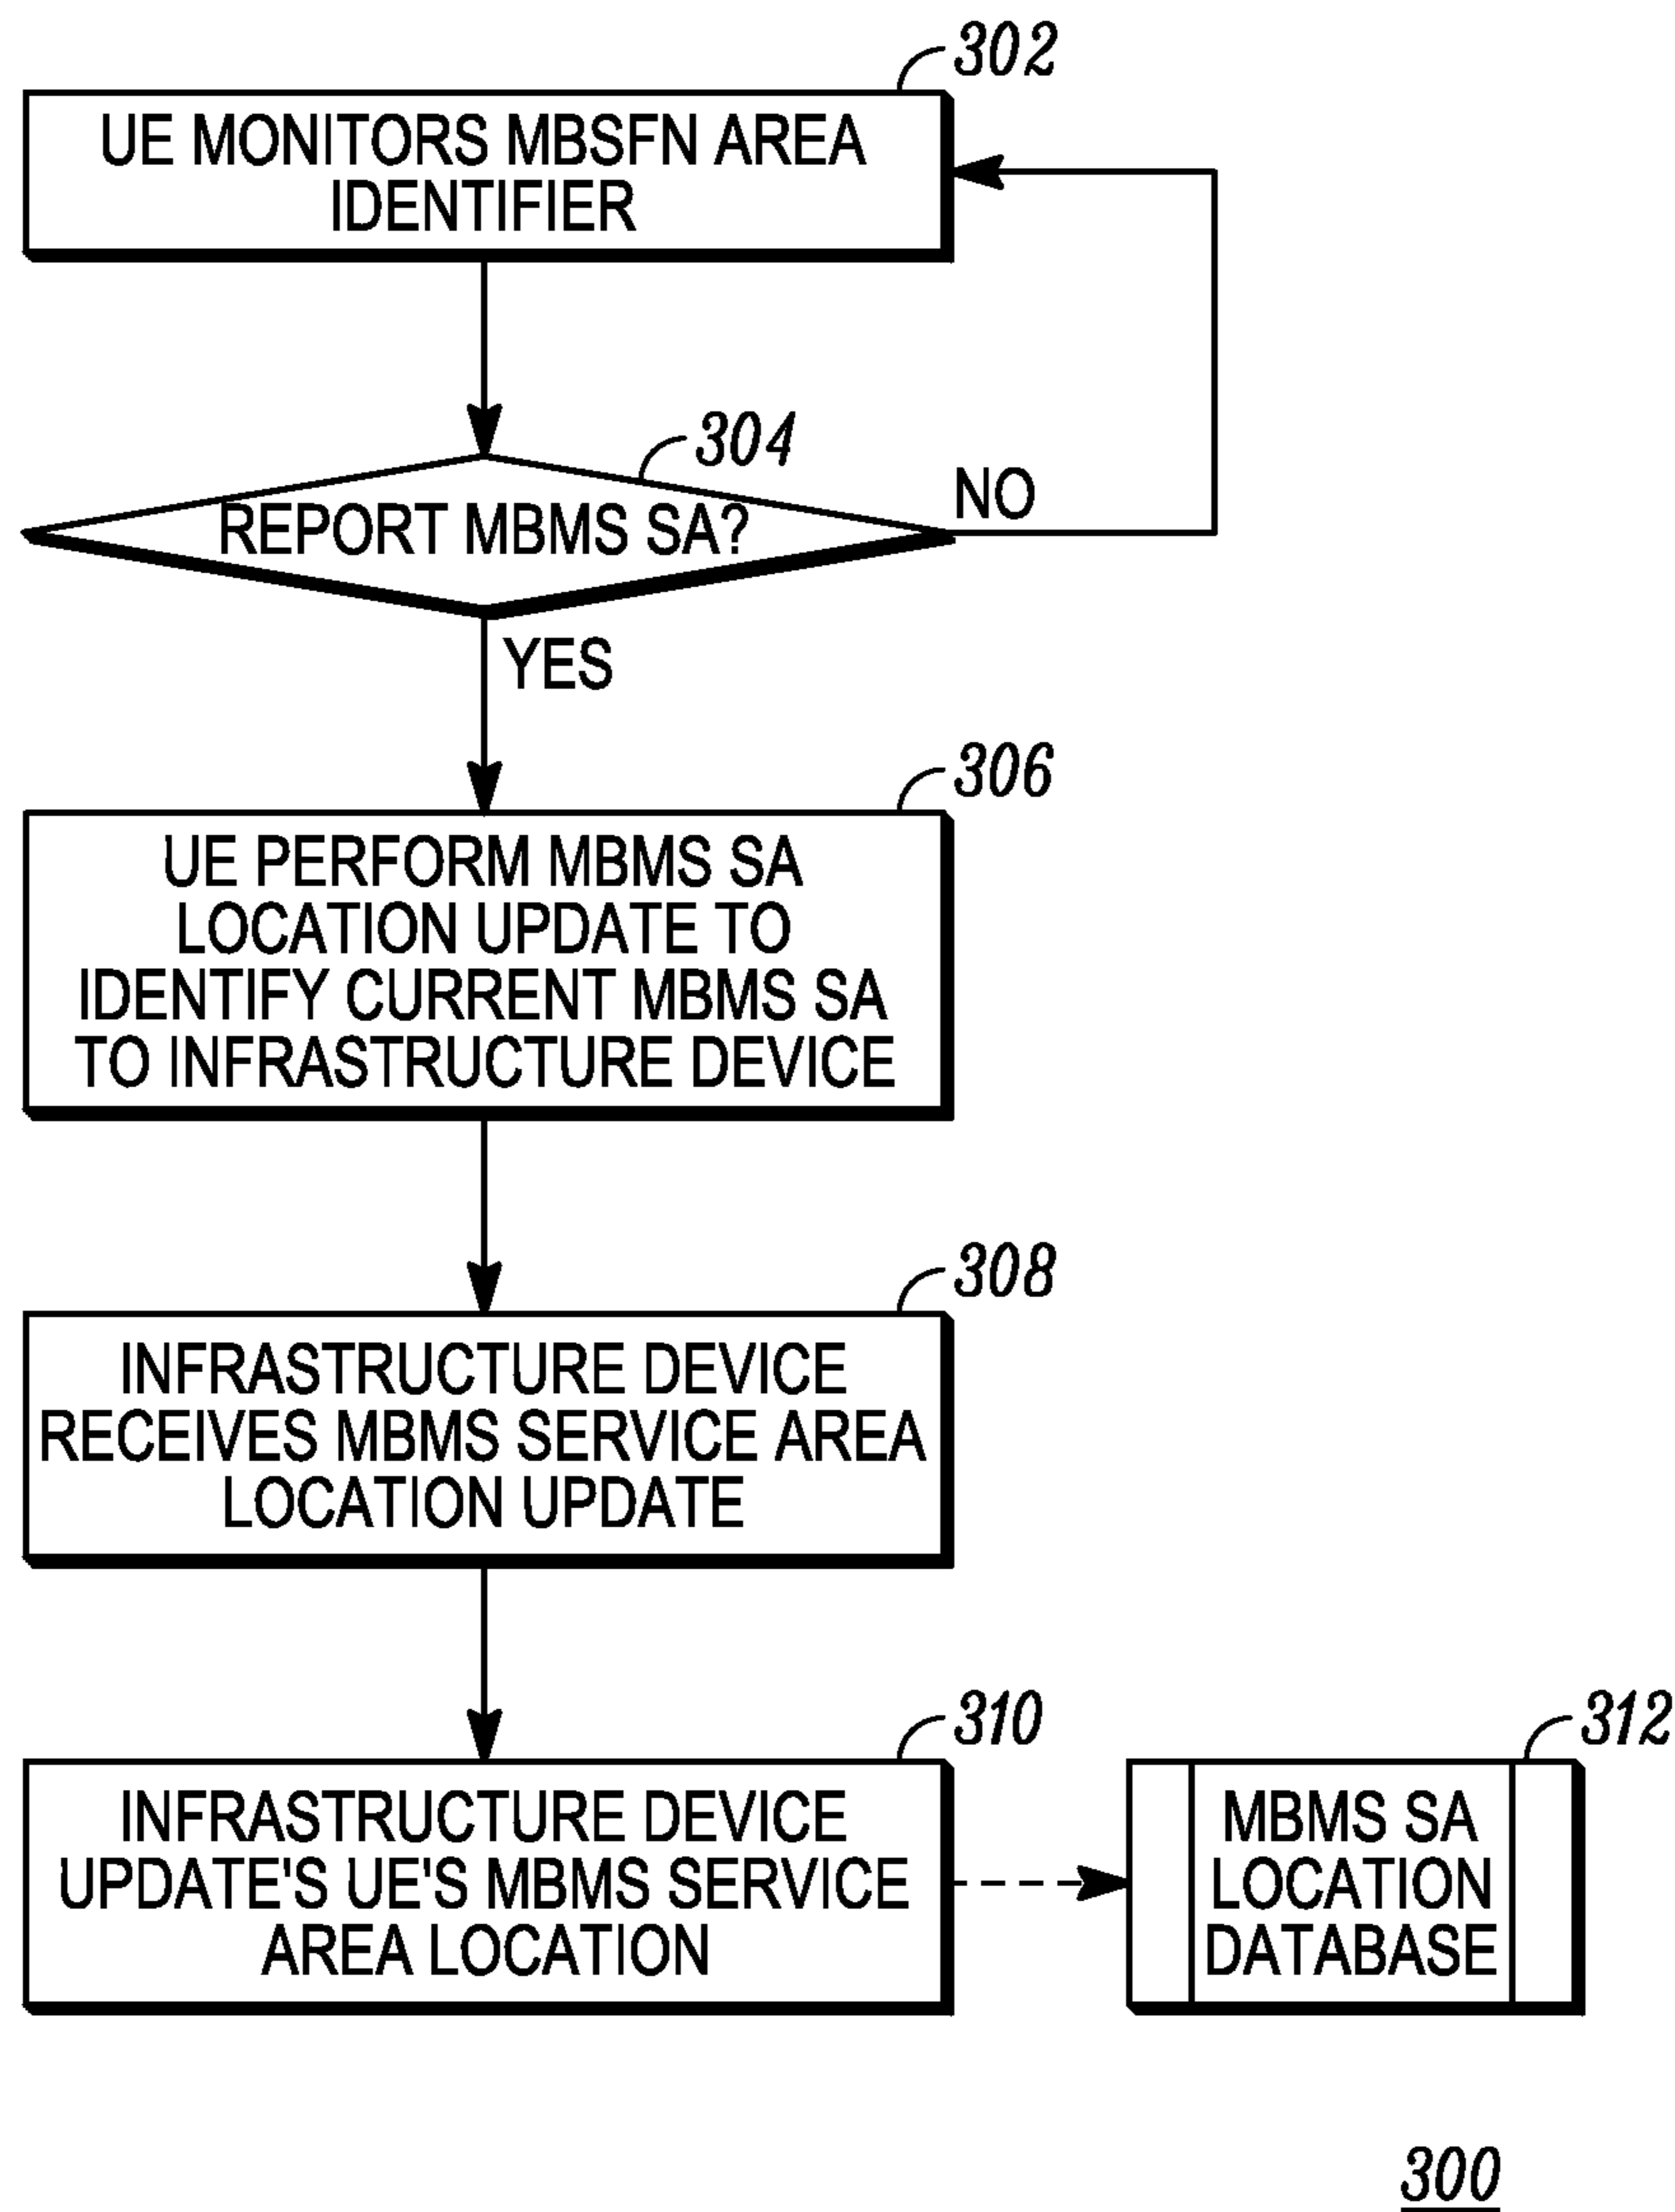 302
UE MONITORS MBSFN AREA
IDENTIFIER
304
REPORT MBMS SA?
NO
YES
306
UE PERFORM MBMS SA
LOCATION UPDATE TO
IDENTIFY CURRENT MBMS SA
TO INFRASTRUCTURE DEVICE
308
INFRASTRUCTURE DEVICE
RECEIVES MBMS SERVICE AREA
LOCATION UPDATE
310
INFRASTRUCTURE DEVICE
UPDATE'S UE'S MBMS SERVICE
AREA LOCATION
312
MBMS SA
LOCATION
DATABASE
300